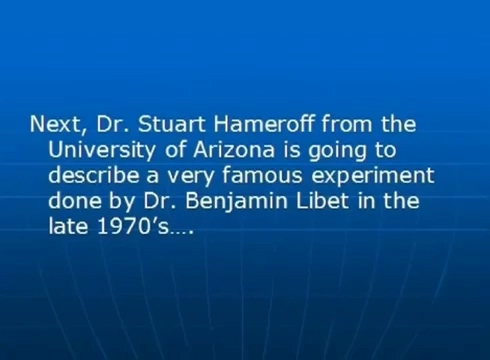 Next, Dr. Stuart Hameroff from the
University of Arizona is going to
describe a very famous experiment
done by Dr. Benjamin Libet in the
late 1970's....